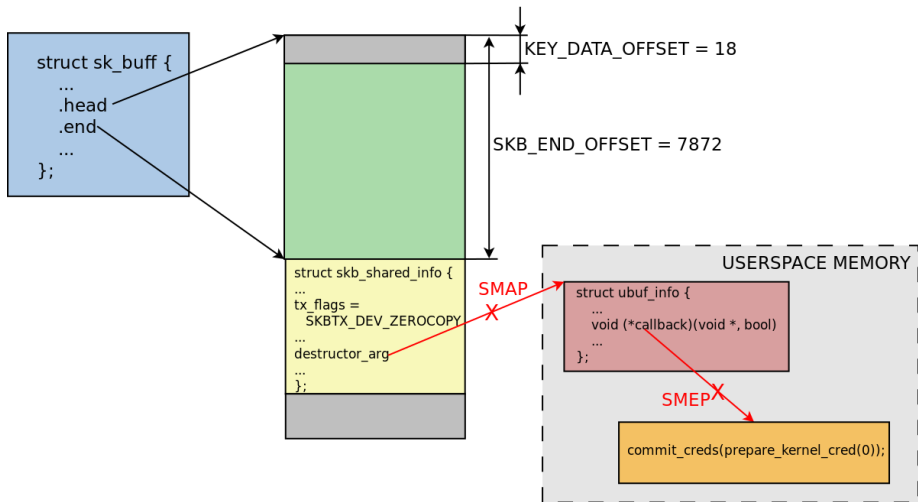 struct sk_buff {
...
.head
.end
...
};
KEY_DATA_OFFSET = 18
SKB_END_OFFSET = 7872
struct skb_shared_info {
...
tx_flags =
SKBTX_DEV_ZEROCOPY
...
destructor_arg
...
};
SMAP
X
USERSPACE MEMORY
struct ubuf_info {
...
void (*callback)(void *, bool)
...
};
SMEP
X
commit_creds(prepare_kernel_cred(0));